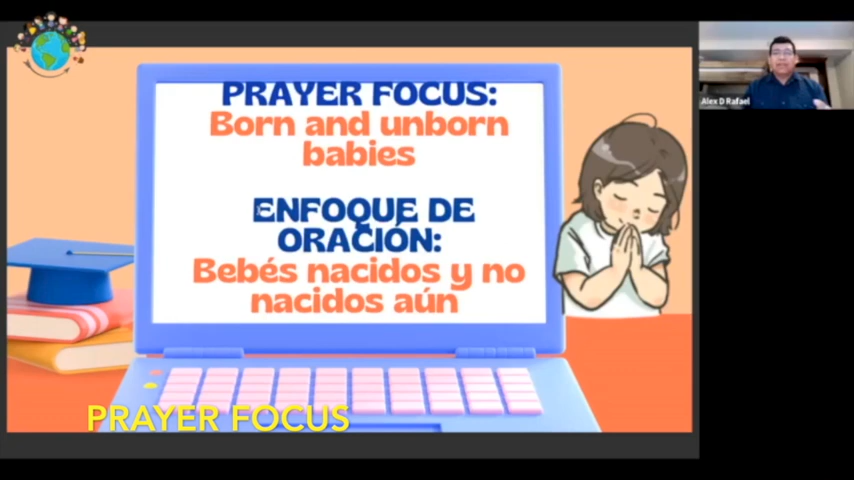 PRAYER FOCUS:
Born and unborn
babies
ENFOQUE DE
ORACIÓN:
Bebés nacidos y no
nacidos aún
Alex D Rafael
PRAYER FOCUS